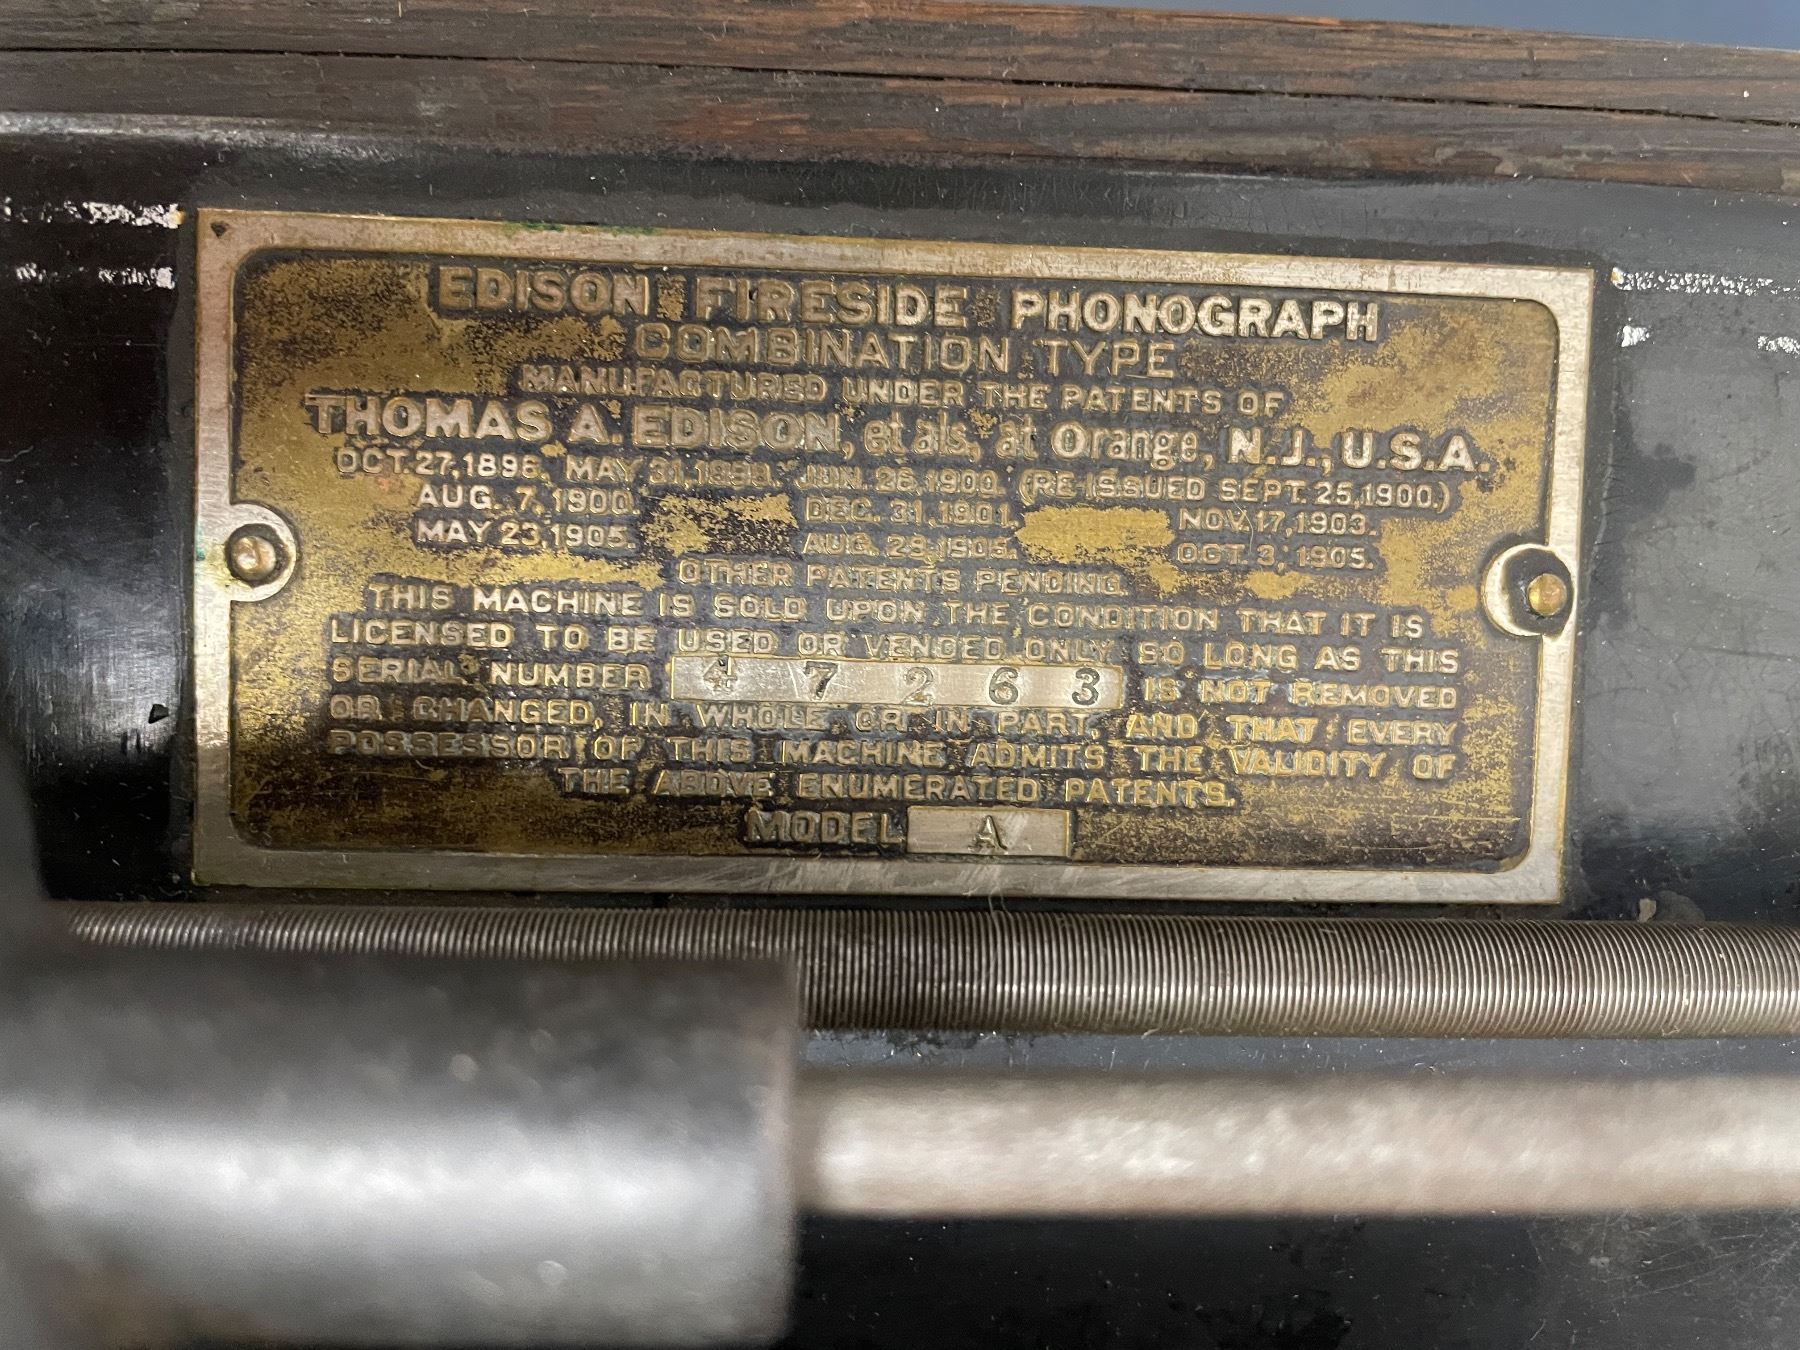 EDISON FIRESIDE PHONOGRAPH
COMBINATION TYPE
MANUFACTURED UNDER THE PATENTS OF
THOMAS A. EDISON, et als, at Orange, N.J., U.S.A.
OCT. 27, 1896. MAY 31, 1898. JUN. 26, 1900. (RE-ISSUED SEPT. 25, 1900.)
AUG. 7, 1900. DEC. 31, 1901. NOV. 17, 1903.
MAY 23, 1905. AUG. 29, 1905. OCT. 3, 1905.
OTHER PATENTS PENDING
THIS MACHINE IS SOLD UPON THE CONDITION THAT IT IS
LICENSED TO BE USED OR VENDED ONLY SO LONG AS THIS
SERIAL NUMBER 47263 IS NOT REMOVED
OR CHANGED, IN WHOLE OR IN PART, AND THAT EVERY
POSSESSOR OF THIS MACHINE ADMITS THE VALIDITY OF
THE ABOVE ENUMERATED PATENTS.
MODEL A